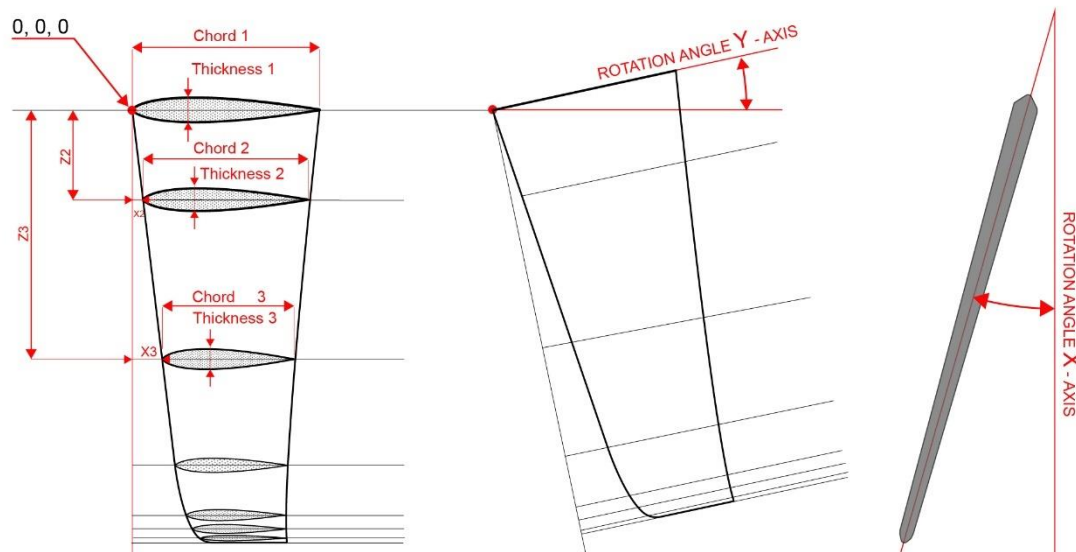 0, 0, 0
Chord 1
Thickness 1
Z2
Chord 2
Thickness 2
X2
Z3
Chord 3
Thickness 3
X3
ROTATION ANGLE Y - AXIS
ROTATION ANGLE X - AXIS